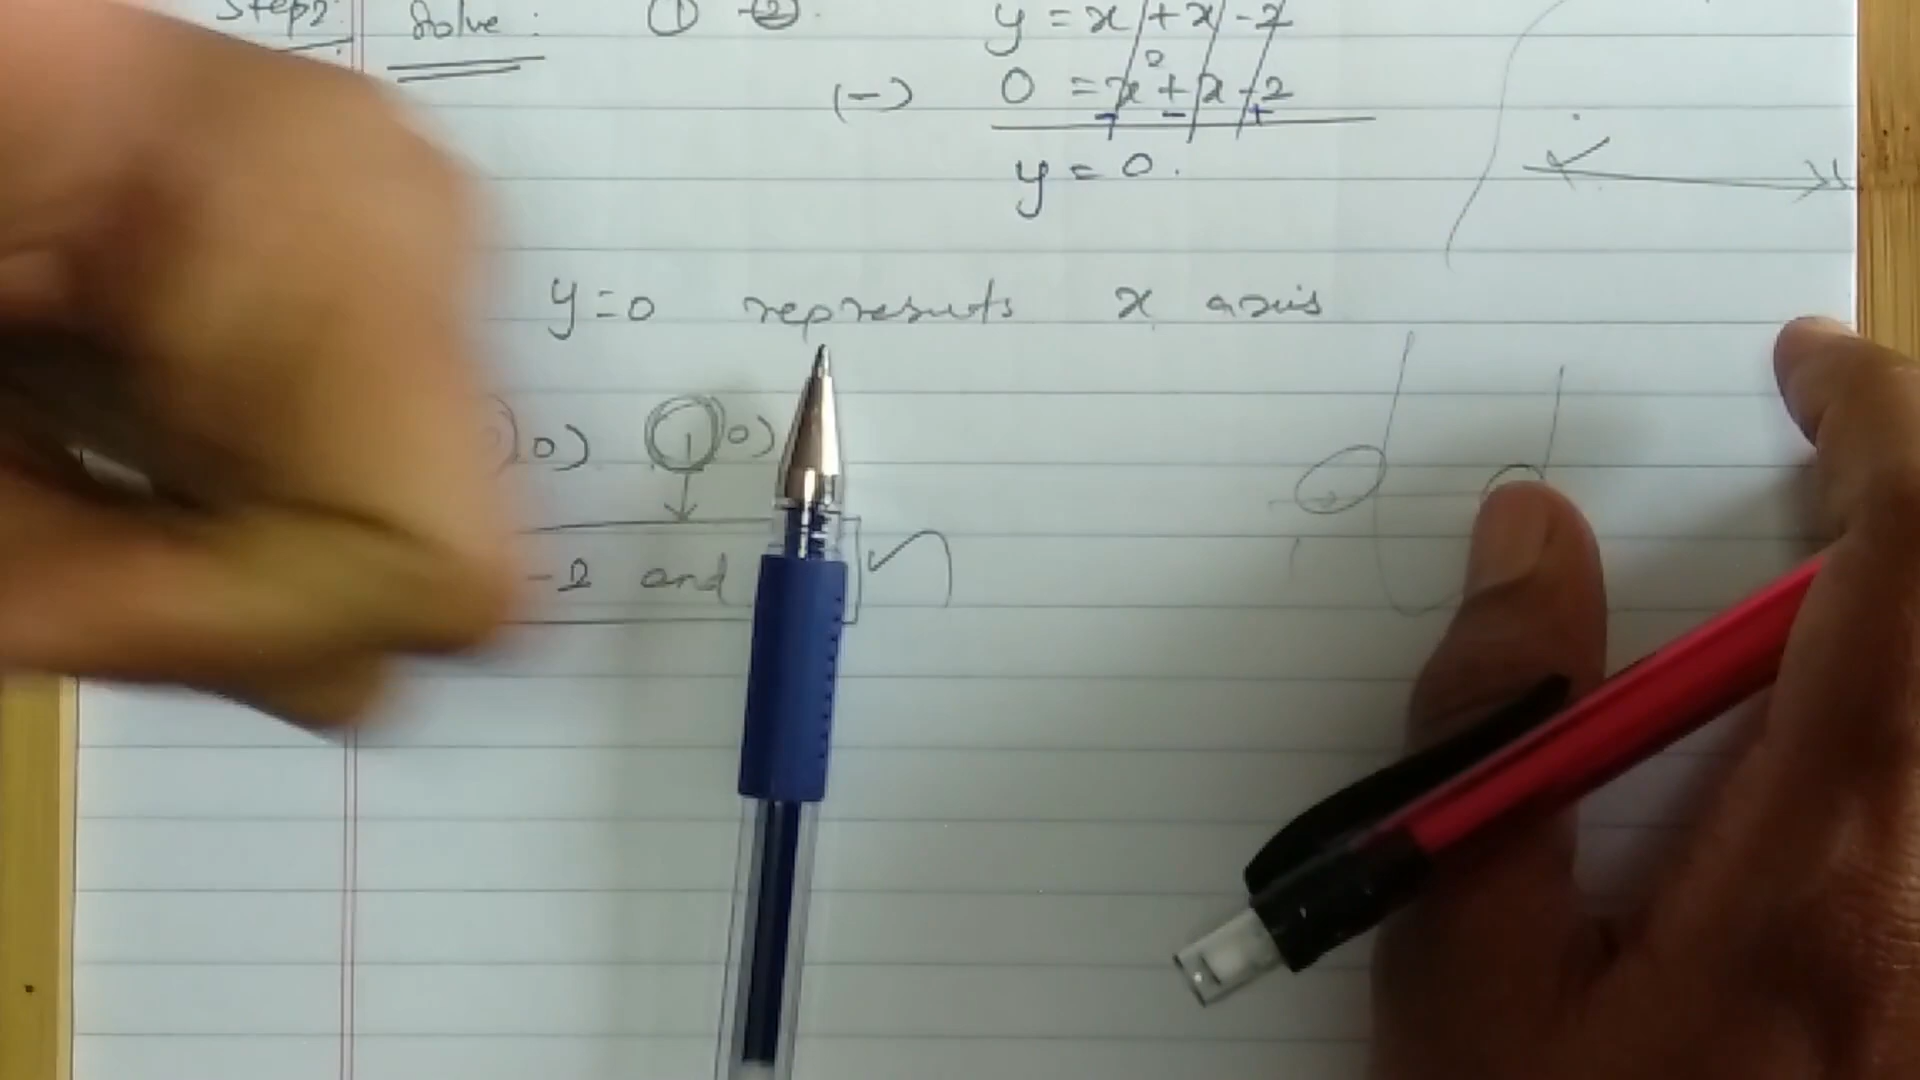 Step2: Solve: ① - ② y = x² + x - 2
(-) 0 = x² + x - 2
- - +
y = 0.
y = 0 represents x axis
0) (1, 0)
-2 and